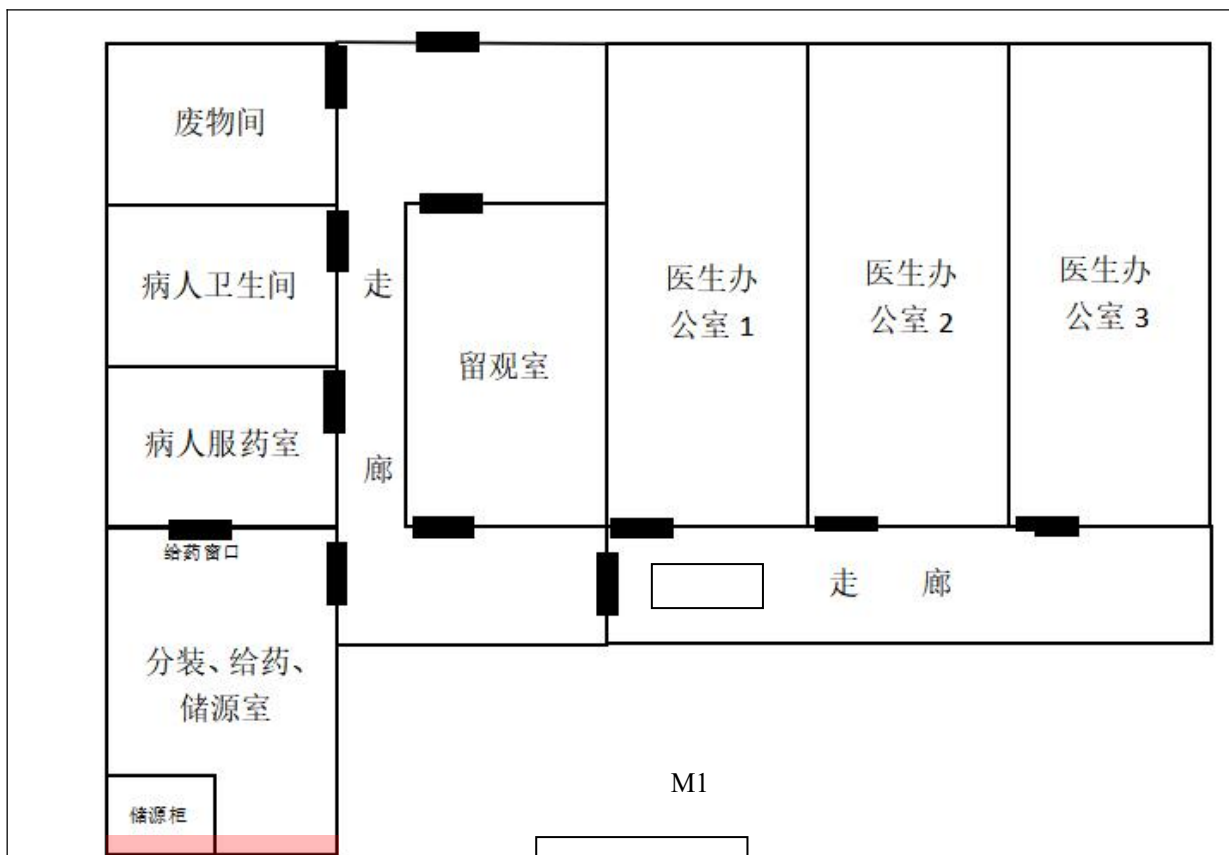 废物间
病人卫生间
病人服药室
给药窗口
分装、给药、
储源室
储源柜
走
廊
留观室
医生办
公室 1
医生办
公室 2
医生办
公室 3
走 廊
M1